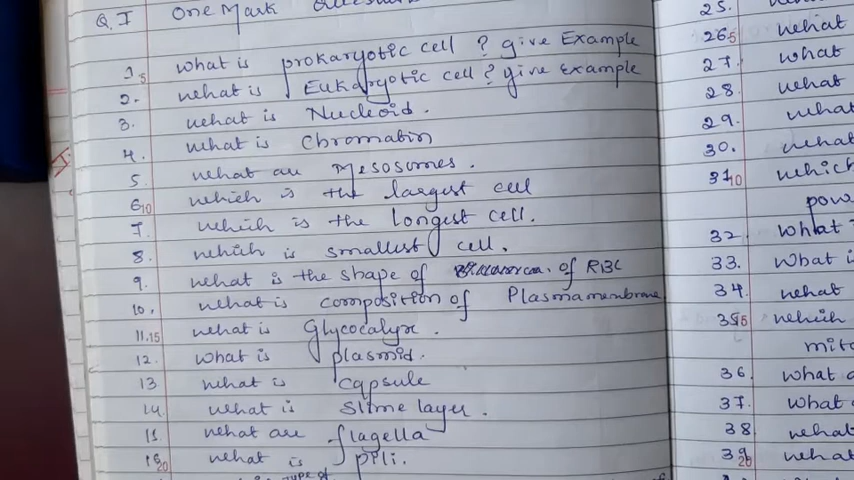 Q.I One Mark
1. what is prokaryotic cell ? give Example
2. what is Eukaryotic cell ? give example
3. what is Nucleoid.
4. what is Chromatin
5. what are Mesosomes.
6. which is the largest cell
7. which is the longest cell.
8. which is smallest cell.
9. what is the shape of of RBC
10. what is composition of Plasmamembrane
11. what is Glycocalyx.
12. what is plasmid.
13 what is capsule
14. what is Slime layer.
what are flagella
what is pili.
type of
25.
26. what
27. what
28. what
29. what
30. what
31 which
pow
32. what
33. what i
34. what
35 which
mito
36. what a
37. what
38 what
39 what